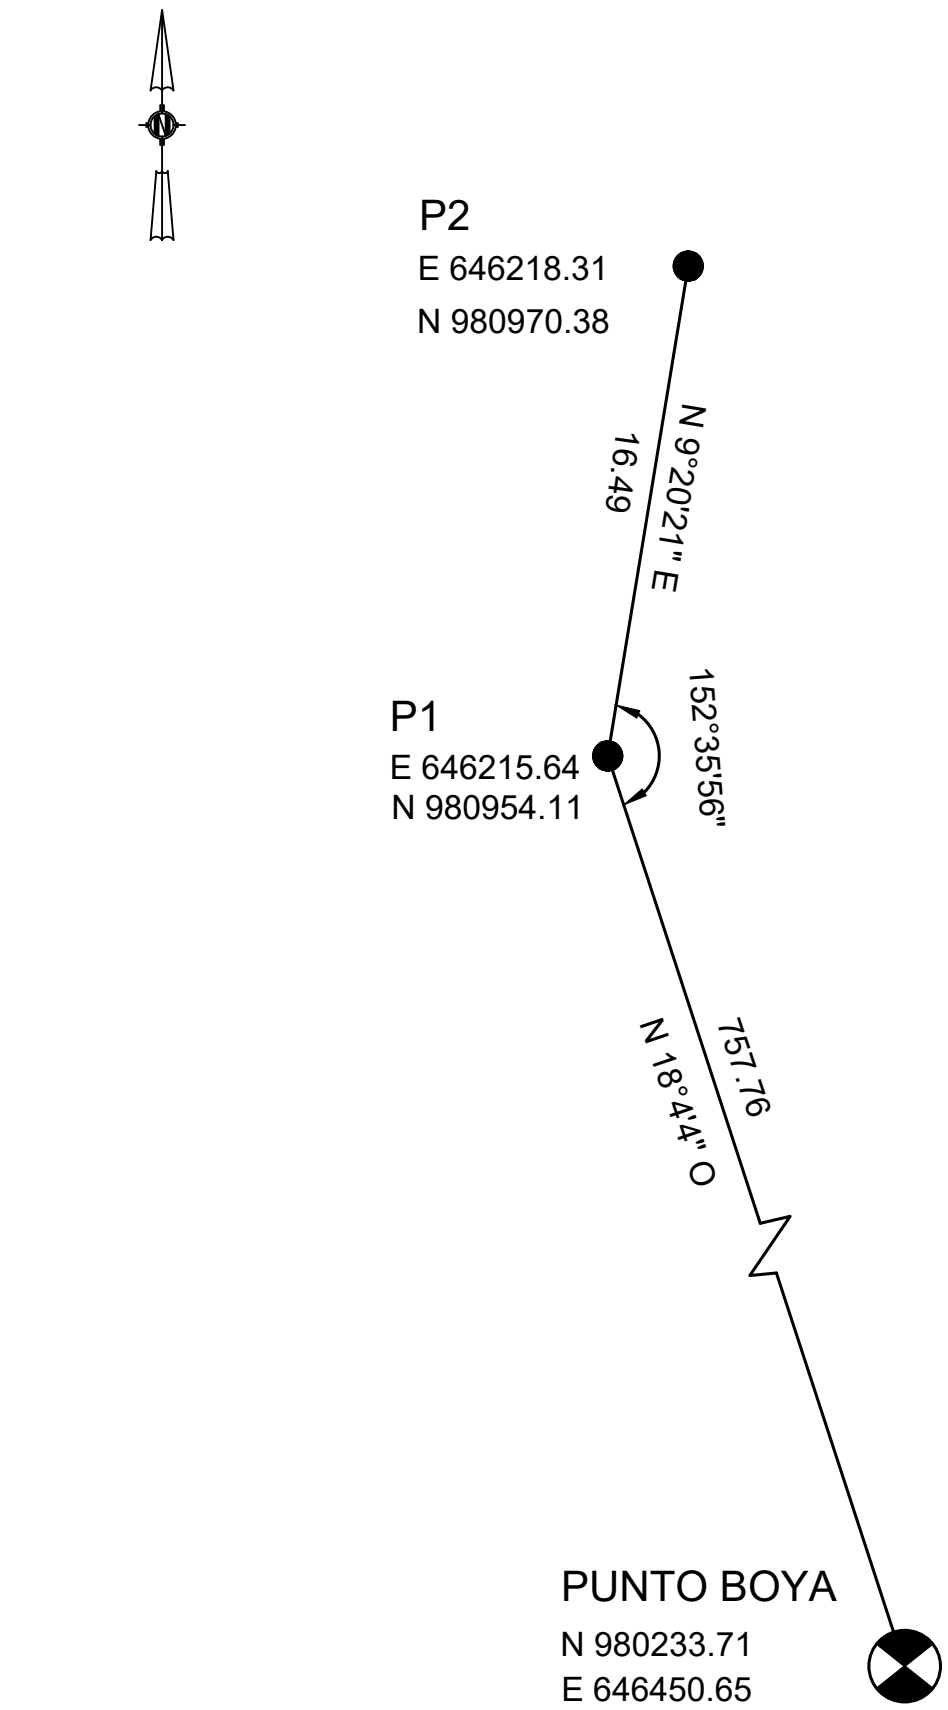 N
P2
E 646218.31
N 980970.38
N 9°20'21" E
16.49
P1
E 646215.64
N 980954.11
152°35'56"
757.76
N 18°4'4" O
PUNTO BOYA
N 980233.71
E 646450.65